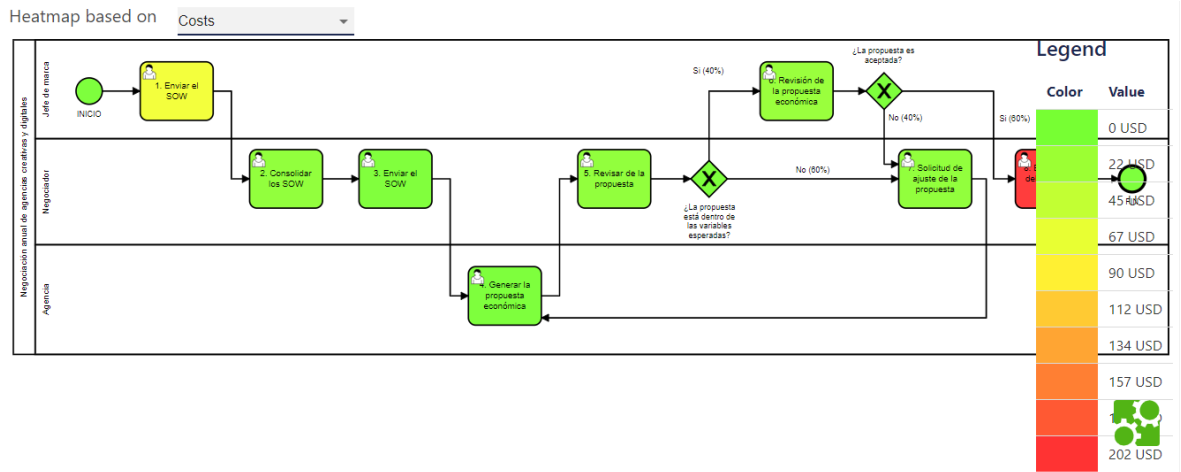 Heatmap based on
Costs
Negociación anual de agencias creativas y digitales
Jefe de marca
INICIO
1. Enviar el
SOW
Si (40%)
6. Revisión de
la propuesta
económica
¿La propuesta es
aceptada?
No (40%)
Si (60%)
Negociador
2. Consolidar
los SOW
3. Enviar el
SOW
5. Revisar de la
propuesta
¿La propuesta
está dentro de
las variables
esperadas?
No (60%)
7. Solicitud de
ajuste de la
propuesta
Agencia
4. Generar la
propuesta
económica
Legend
Color
Value
0 USD
22 USD
45 USD
67 USD
90 USD
112 USD
134 USD
157 USD
202 USD